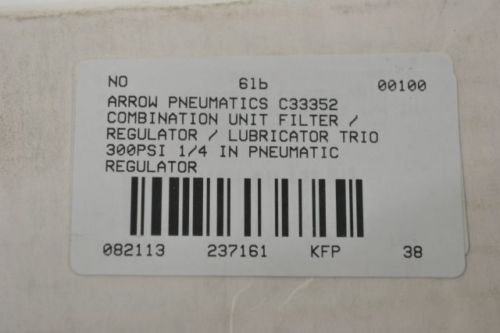 NO 6lb 00100
ARROW PNEUMATICS C33352
COMBINATION UNIT FILTER /
REGULATOR / LUBRICATOR TRIO
300PSI 1/4 IN PNEUMATIC
REGULATOR
082113 237161 KFP 38